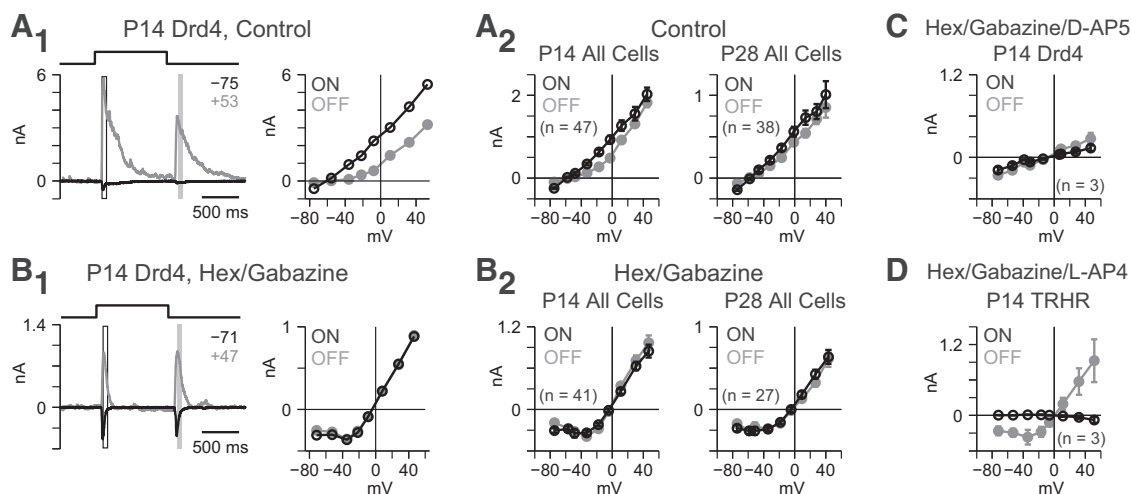 A1
P14 Drd4, Control
6
0
nA
−75
+53
500 ms
6
0
nA
ON
OFF
−80 −40 0 40
mV
A2
Control
P14 All Cells
2
1
0
nA
ON
OFF
(n = 47)
−80 −40 0 40
mV
P28 All Cells
1
0
ON
OFF
(n = 38)
−80 −40 0 40
mV
C
Hex/Gabazine/D-AP5
P14 Drd4
1.2
0
nA
ON
OFF
(n = 3)
−80 −40 0 40
mV
B1
P14 Drd4, Hex/Gabazine
1.4
0
nA
−71
+47
500 ms
1
0
nA
ON
OFF
−80 −40 0 40
mV
B2
Hex/Gabazine
P14 All Cells
1.2
0
nA
ON
OFF
(n = 41)
−80 −40 0 40
mV
P28 All Cells
1
0
ON
OFF
(n = 27)
−80 −40 0 40
mV
D
Hex/Gabazine/L-AP4
P14 TRHR
1.2
0
nA
ON
OFF
(n = 3)
−80 −40 0 40
mV